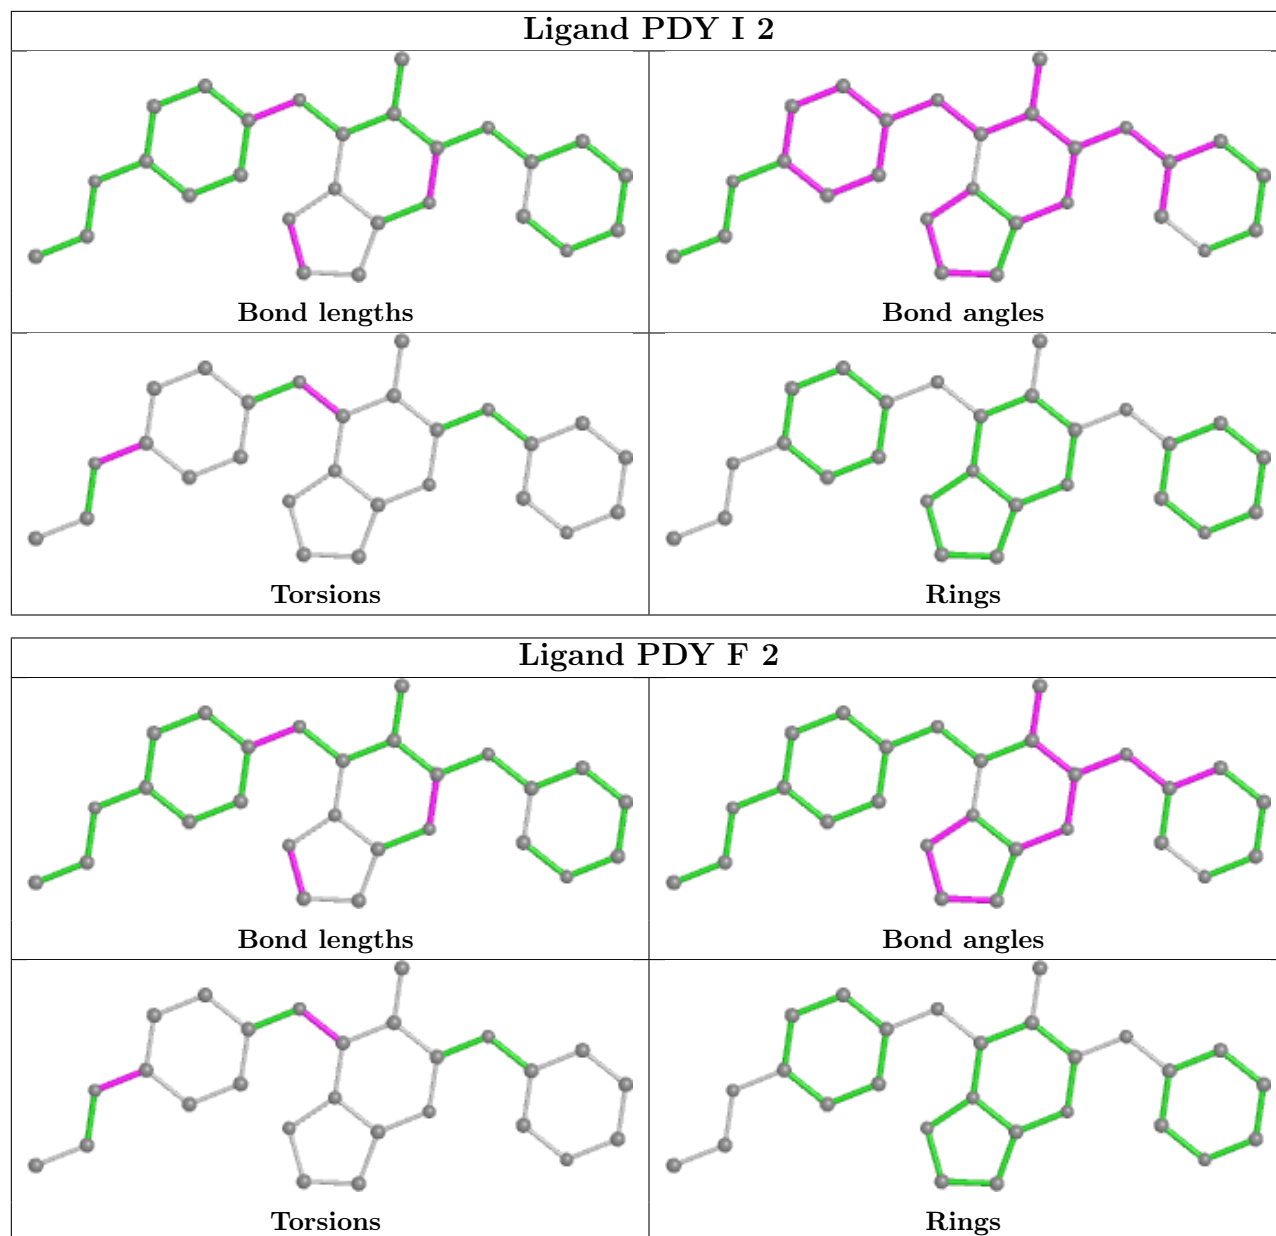 Ligand PDY I 2
Bond lengths
Bond angles
Torsions
Rings
Ligand PDY F 2
Bond lengths
Bond angles
Torsions
Rings